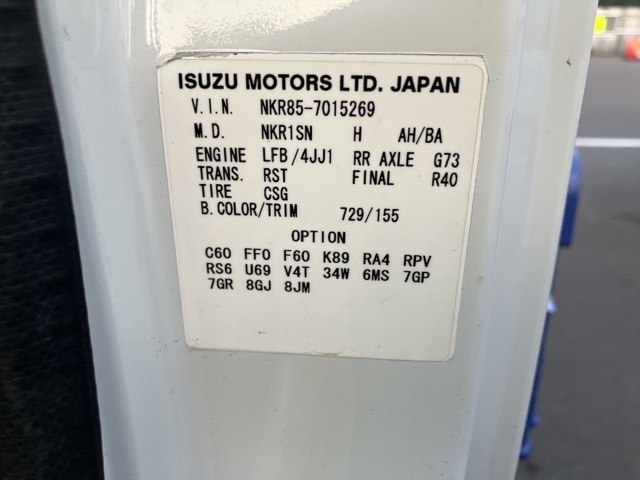 ISUZU MOTORS LTD. JAPAN
V.I.N. NKR85-7015269
M.D. NKR1SN H AH/BA
ENGINE LFB/4JJ1 RR AXLE G73
TRANS. RST FINAL R40
TIRE CSG
B.COLOR/TRIM 729/155
OPTION
C60 FF0 F60 K89 RA4 RPV
RS6 U69 V4T 34W 6MS 7GP
7GR 8GJ 8JM